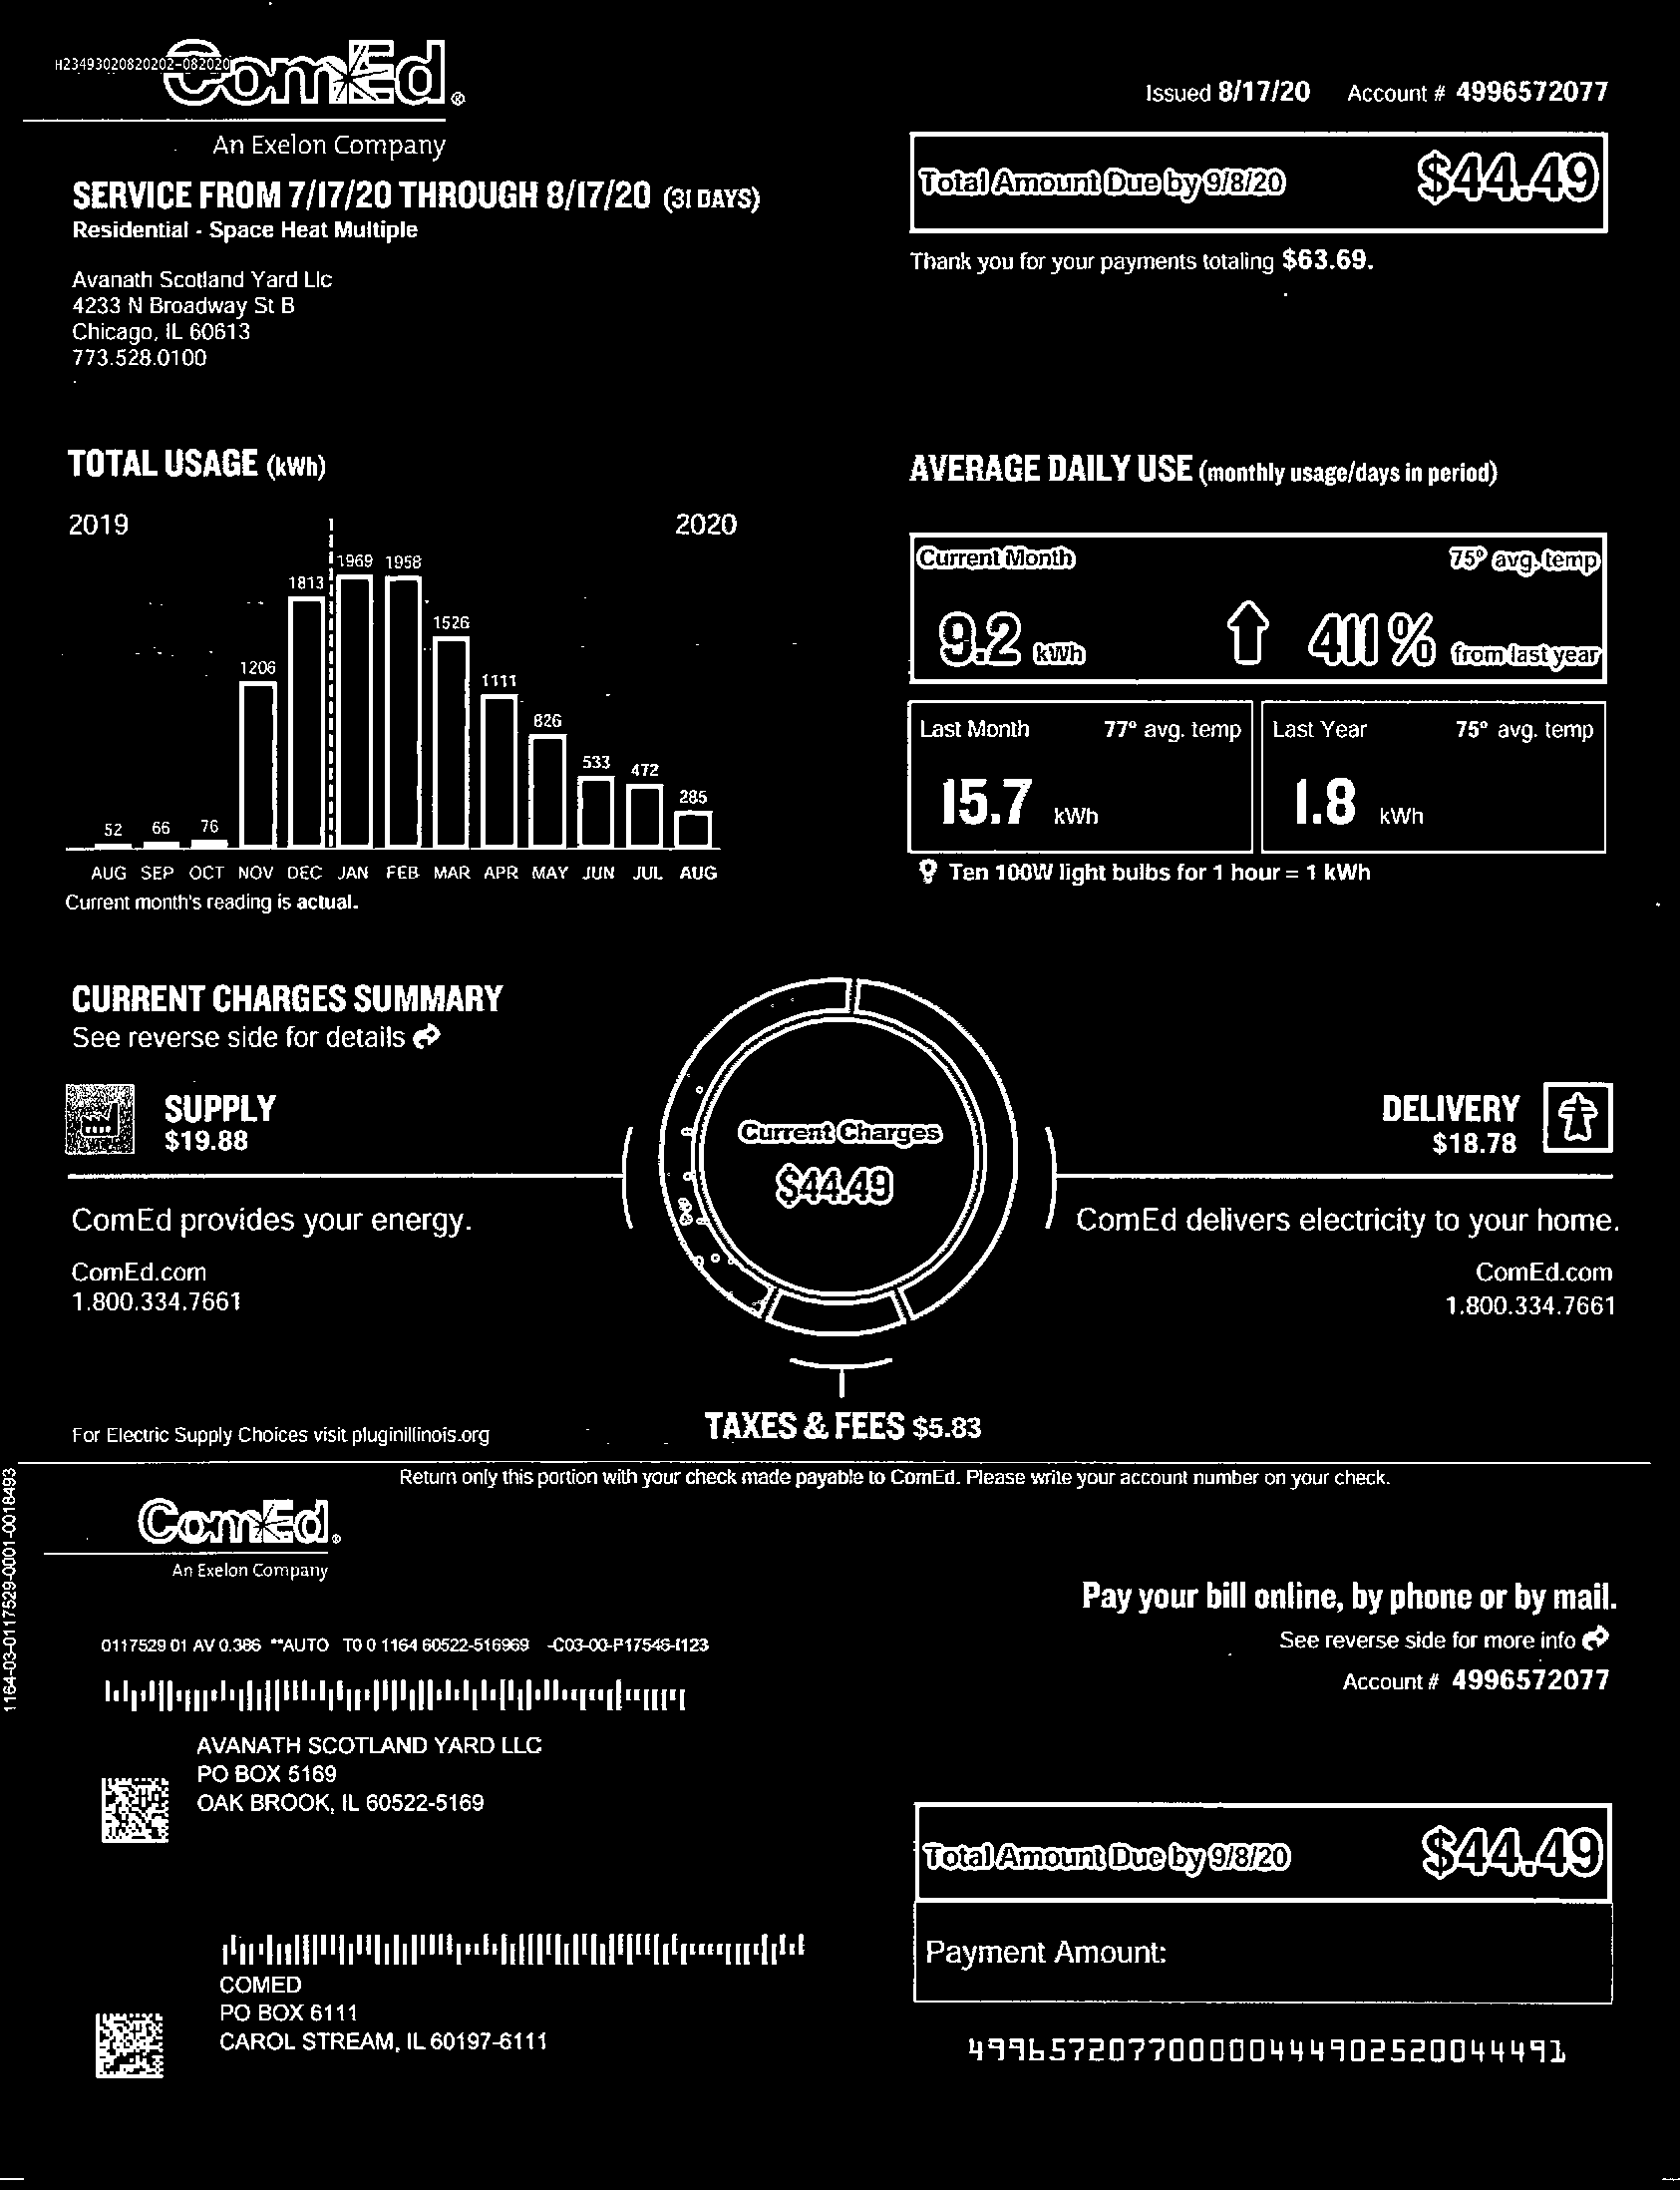 H23493020820202-082020
ComEd®
An Exelon Company
Issued 8/17/20 Account # 4996572077
Total Amount Due by 9/8/20 $44.49
Thank you for your payments totaling $63.69.
SERVICE FROM 7/17/20 THROUGH 8/17/20 (31 DAYS)
Residential - Space Heat Multiple
Avanath Scotland Yard Llc
4233 N Broadway St B
Chicago, IL 60613
773.528.0100
TOTAL USAGE (kWh)
2019 2020
52 66 76 1206 1813 1969 1958 1526 1111 826 533 472 285
AUG SEP OCT NOV DEC JAN FEB MAR APR MAY JUN JUL AUG
Current month's reading is actual.
AVERAGE DAILY USE (monthly usage/days in period)
Current Month 75º avg. temp
9.2 kWh 411% from last year
Last Month 77º avg. temp
15.7 kWh
Last Year 75º avg. temp
1.8 kWh
Ten 100W light bulbs for 1 hour = 1 kWh
CURRENT CHARGES SUMMARY
See reverse side for details
SUPPLY
$19.88
ComEd provides your energy.
ComEd.com
1.800.334.7661
Current Charges
$44.49
DELIVERY
$18.78
ComEd delivers electricity to your home.
ComEd.com
1.800.334.7661
TAXES & FEES $5.83
For Electric Supply Choices visit pluginillinois.org
Return only this portion with your check made payable to ComEd. Please write your account number on your check.
1164-03-0117529-0001-0018493
ComEd®
An Exelon Company
Pay your bill online, by phone or by mail.
See reverse side for more info
Account # 4996572077
0117529 01 AV 0.386 **AUTO T0 0 1164 60522-516969 -C03-00-P17546-I123
AVANATH SCOTLAND YARD LLC
PO BOX 5169
OAK BROOK, IL 60522-5169
Total Amount Due by 9/8/20 $44.49
Payment Amount:
COMED
PO BOX 6111
CAROL STREAM, IL 60197-6111
499657207700000444902520044491